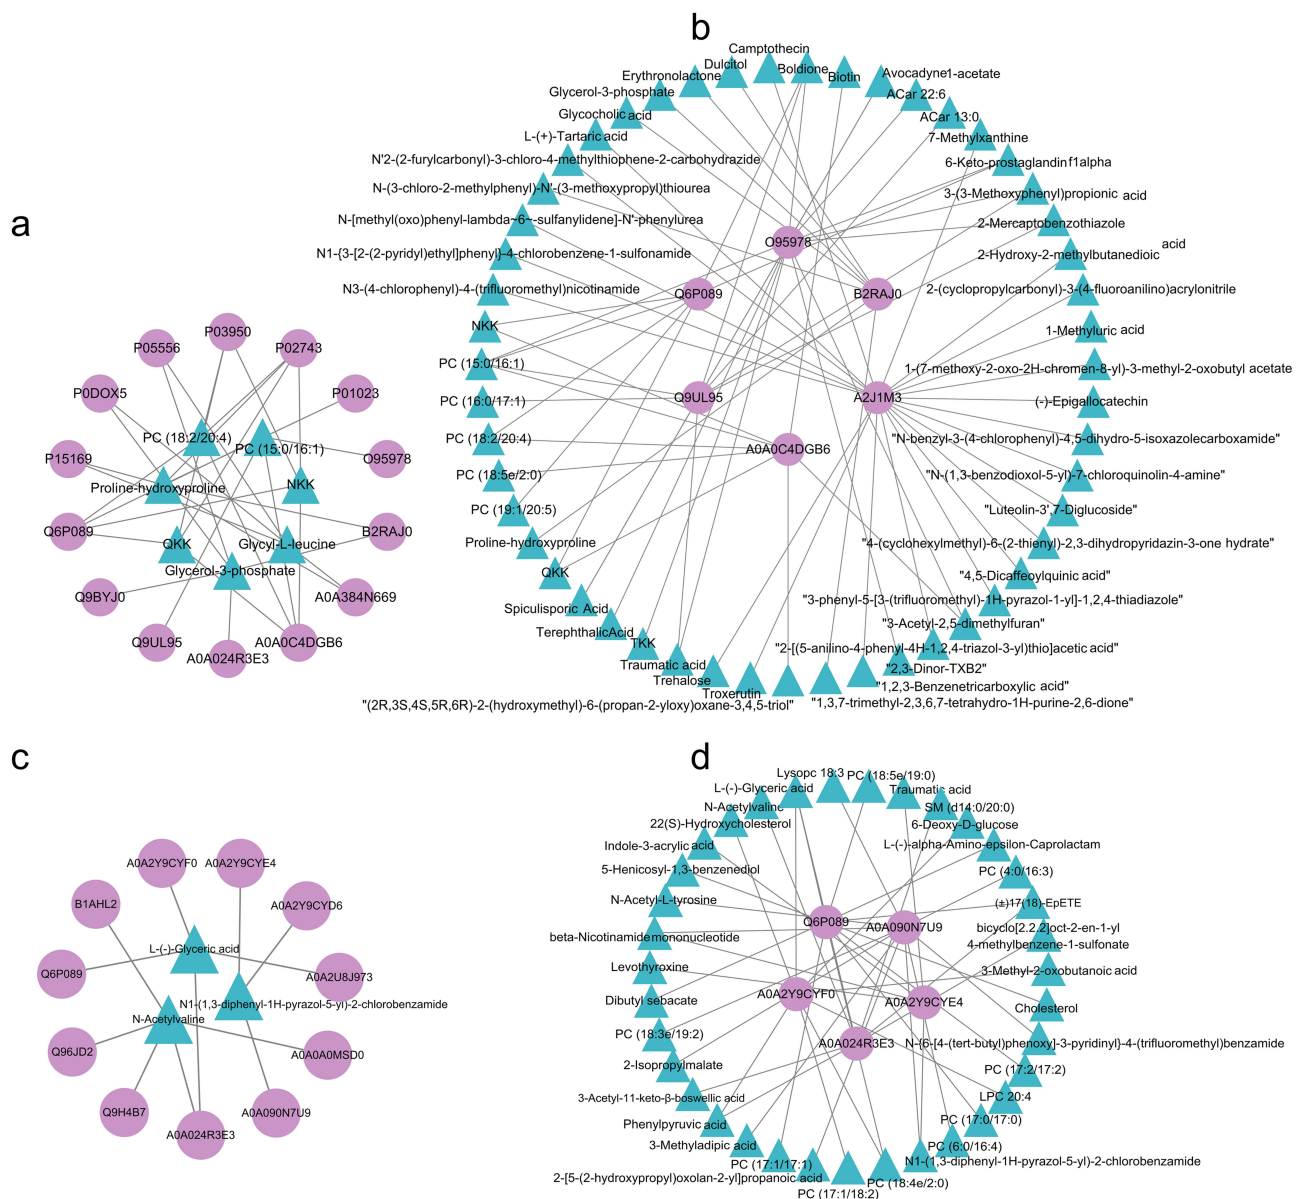 a
P03950
P05556
P02743
P0DOX5
P01023
PC (18:2/20:4)
PC (15:0/16:1)
P15169
O95978
Proline-hydroxyproline
NKK
Q6P089
B2RAJ0
QKK
Glycyl-L-leucine
Glycerol-3-phosphate
Q9BYJ0
A0A384N669
Q9UL95
A0A0C4DGB6
A0A024R3E3
b
Camptothecin
Dulcitol
Boldione
Biotin
Avocadyne1-acetate
Erythronolactone
ACar 22:6
Glycerol-3-phosphate
ACar 13:0
Glycocholic acid
7-Methylxanthine
L-(+)-Tartaric acid
6-Keto-prostaglandinf1alpha
N'2-(2-furylcarbonyl)-3-chloro-4-methylthiophene-2-carbohydrazide
3-(3-Methoxyphenyl)propionic acid
N-(3-chloro-2-methylphenyl)-N'-(3-methoxypropyl)thiourea
2-Mercaptobenzothiazole
N-[methyl(oxo)phenyl-lambda~6~-sulfanylidene]-N'-phenylurea
2-Hydroxy-2-methylbutanedioic acid
N1-{3-[2-(2-pyridyl)ethyl]phenyl}-4-chlorobenzene-1-sulfonamide
2-(cyclopropylcarbonyl)-3-(4-fluoroanilino)acrylonitrile
N3-(4-chlorophenyl)-4-(trifluoromethyl)nicotinamide
O95978
Q6P089
B2RAJ0
NKK
1-Methyluric acid
PC (15:0/16:1)
1-(7-methoxy-2-oxo-2H-chromen-8-yl)-3-methyl-2-oxobutyl acetate
PC (16:0/17:1)
Q9UL95
A2J1M3
(-)-Epigallocatechin
PC (18:2/20:4)
A0A0C4DGB6
"N-benzyl-3-(4-chlorophenyl)-4,5-dihydro-5-isoxazolecarboxamide"
PC (18:5e/2:0)
"N-(1,3-benzodioxol-5-yl)-7-chloroquinolin-4-amine"
PC (19:1/20:5)
"Luteolin-3',7-Diglucoside"
Proline-hydroxyproline
"4-(cyclohexylmethyl)-6-(2-thienyl)-2,3-dihydropyridazin-3-one hydrate"
QKK
"4,5-Dicaffeoylquinic acid"
Spiculisporic Acid
"3-phenyl-5-[3-(trifluoromethyl)-1H-pyrazol-1-yl]-1,2,4-thiadiazole"
TerephthalicAcid
"3-Acetyl-2,5-dimethylfuran"
TKK
"2-[(5-anilino-4-phenyl-4H-1,2,4-triazol-3-yl)thio]acetic acid"
Traumatic acid
"2,3-Dinor-TXB2"
Trehalose
"1,2,3-Benzenetricarboxylic acid"
Troxerutin
"(2R,3S,4S,5R,6R)-2-(hydroxymethyl)-6-(propan-2-yloxy)oxane-3,4,5-triol"
"1,3,7-trimethyl-2,3,6,7-tetrahydro-1H-purine-2,6-dione"
c
A0A2Y9CYF0
A0A2Y9CYE4
B1AHL2
A0A2Y9CYD6
L-(-)-Glyceric acid
Q6P089
A0A2U8J973
N1-(1,3-diphenyl-1H-pyrazol-5-yl)-2-chlorobenzamide
N-Acetylvaline
Q96JD2
A0A0A0MSD0
Q9H4B7
A0A090N7U9
A0A024R3E3
d
Lysopc 18:3
PC (18:5e/19:0)
L-(-)-Glyceric acid
Traumatic acid
N-Acetylvaline
SM (d14:0/20:0)
22(S)-Hydroxycholesterol
6-Deoxy-D-glucose
Indole-3-acrylic acid
L-(-)-alpha-Amino-epsilon-Caprolactam
5-Henicosyl-1,3-benzenediol
PC (4:0/16:3)
N-Acetyl-L-tyrosine
(±)17(18)-EpETE
Q6P089
A0A090N7U9
bicyclo[2.2.2]oct-2-en-1-yl
beta-Nicotinamide mononucleotide
4-methylbenzene-1-sulfonate
Levothyroxine
3-Methyl-2-oxobutanoic acid
A0A2Y9CYF0
A0A2Y9CYE4
Dibutyl sebacate
Cholesterol
PC (18:3e/19:2)
A0A024R3E3
N-{6-[4-(tert-butyl)phenoxy]-3-pyridinyl}-4-(trifluoromethyl)benzamide
2-Isopropylmalate
PC (17:2/17:2)
3-Acetyl-11-keto-β-boswellic acid
LPC 20:4
Phenylpyruvic acid
PC (17:0/17:0)
3-Methyladipic acid
PC (6:0/16:4)
PC (17:1/17:1)
N1-(1,3-diphenyl-1H-pyrazol-5-yl)-2-chlorobenzamide
2-[5-(2-hydroxypropyl)oxolan-2-yl]propanoic acid
PC (18:4e/2:0)
PC (17:1/18:2)